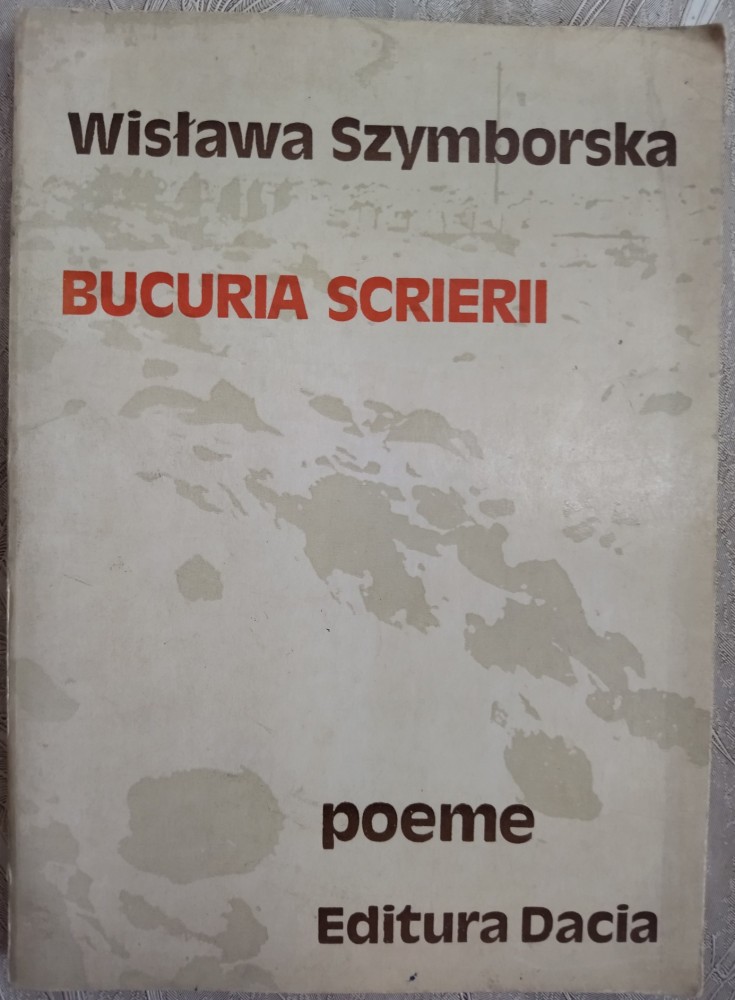 Wisława Szymborska
BUCURIA SCRIERII
poeme
Editura Dacia